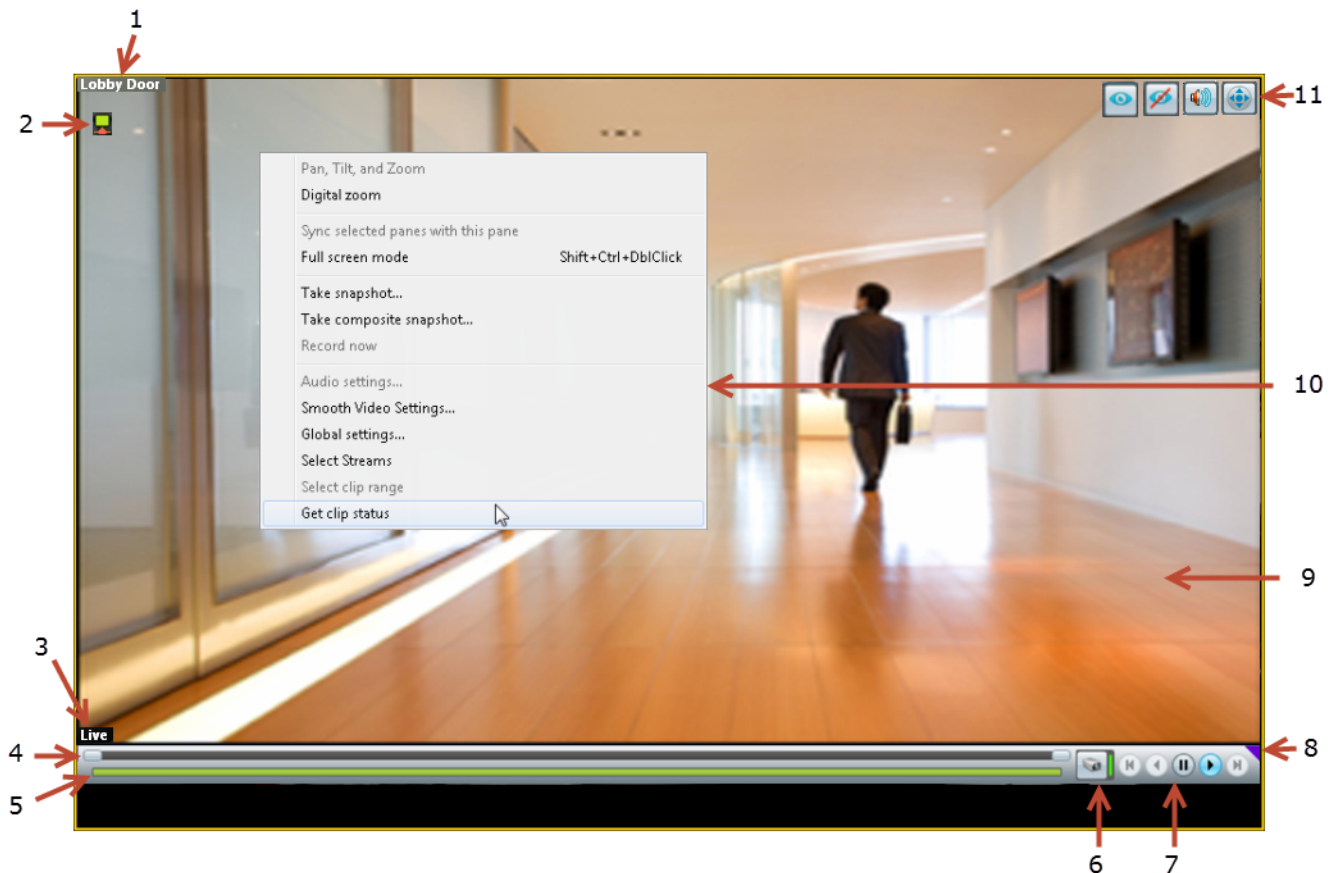 1
Lobby Door
2
11
Pan, Tilt, and Zoom
Digital zoom
Sync selected panes with this pane
Full screen mode Shift+Ctrl+DblClick
Take snapshot...
Take composite snapshot...
Record now
Audio settings...
10
Smooth Video Settings...
Global settings...
Select Streams
Select clip range
Get clip status
9
3
Live
4
8
5
6
7